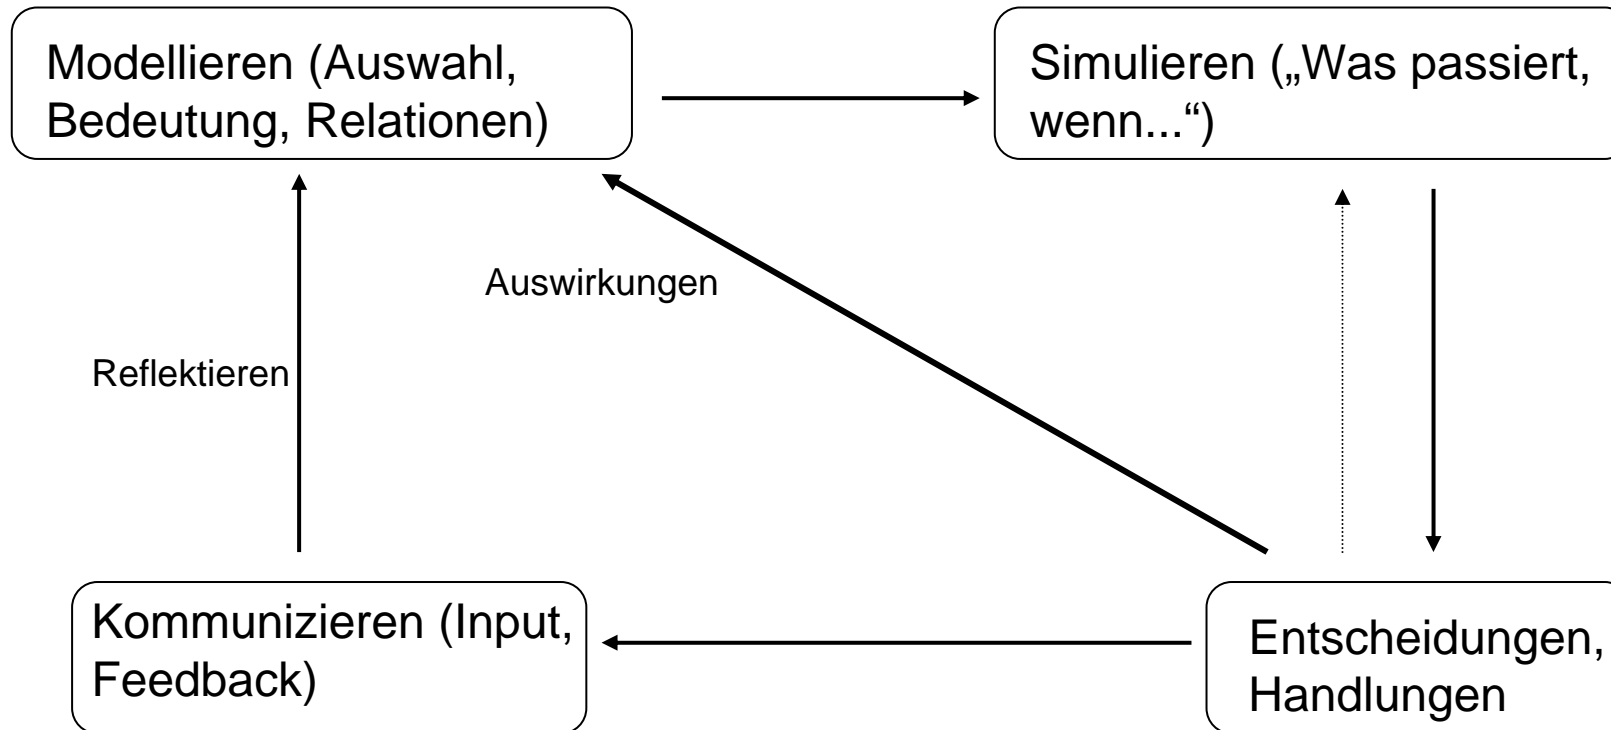 Modellieren (Auswahl,
Bedeutung, Relationen)
Simulieren („Was passiert,
wenn...“)
Auswirkungen
Reflektieren
Kommunizieren (Input,
Feedback)
Entscheidungen,
Handlungen